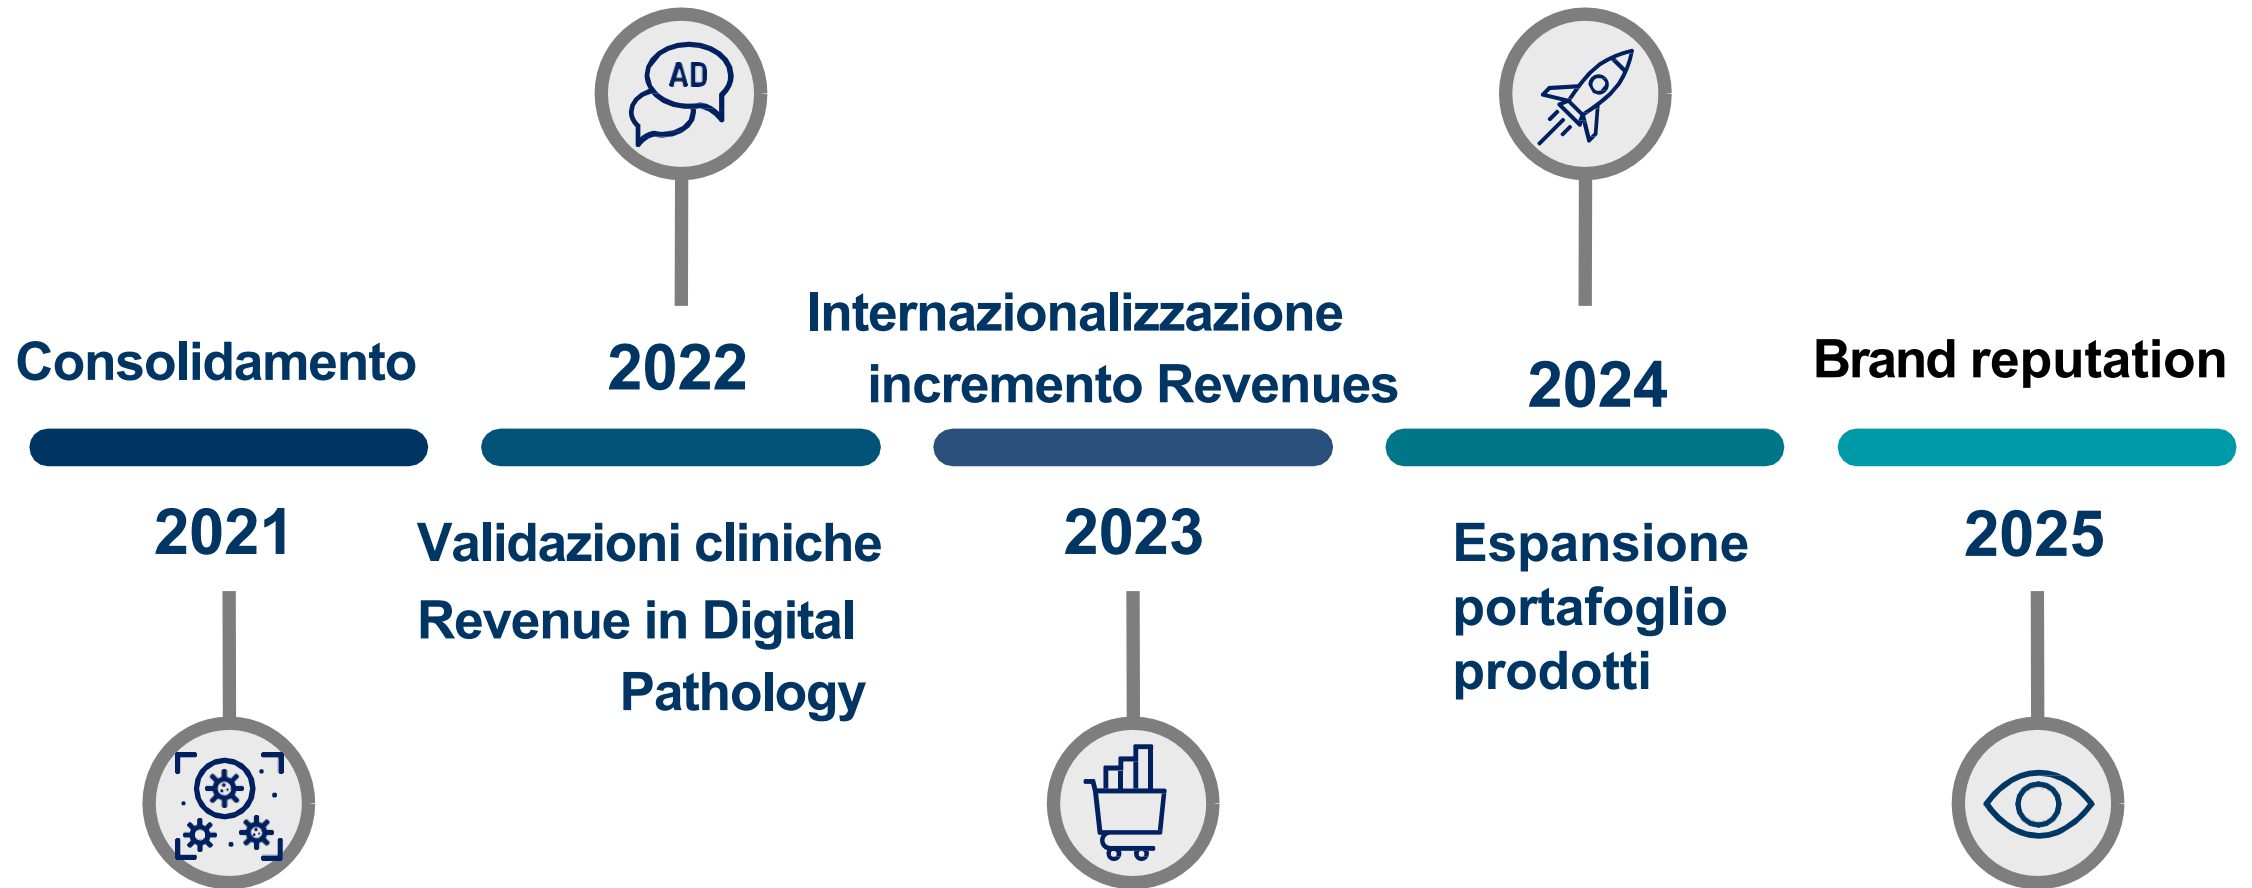 Consolidamento
2021
AD
2022
Validazioni cliniche
Revenue in Digital
Pathology
Internazionalizzazione
incremento Revenues
2023
2024
Espansione
portafoglio
prodotti
Brand reputation
2025